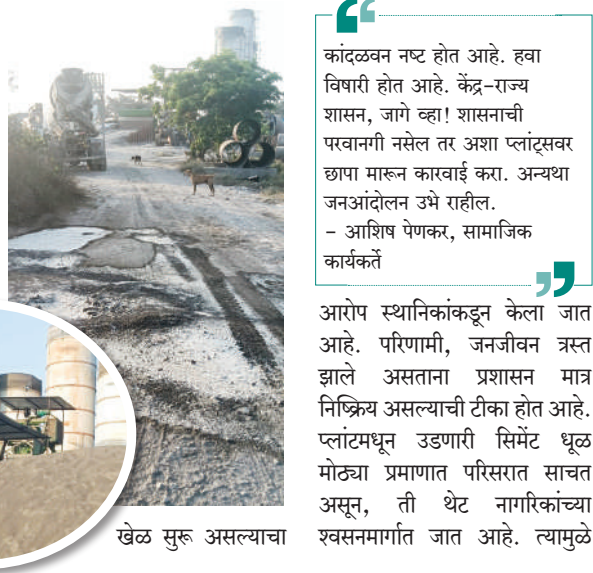 कांदळवन नष्ट होत आहे. हवा
विषारी होत आहे. केंद्र-राज्य
शासन, जागे व्हा! शासनाची
परवानगी नसेल तर अशा प्लांट्सवर
छापा मारून कारवाई करा. अन्यथा
जनआंदोलन उभे राहील.
- आशिष पेणकर, सामाजिक
कार्यकर्ते
खेळ सुरू असल्याचा
आरोप स्थानिकांकडून केला जात
आहे. परिणामी, जनजीवन त्रस्त
झाले असताना प्रशासन मात्र
निष्क्रिय असल्याची टीका होत आहे.
प्लांटमधून उडणारी सिमेंट धूळ
मोठ्या प्रमाणात परिसरात साचत
असून, ती थेट नागरिकांच्या
श्वसनमार्गात जात आहे. त्यामुळे